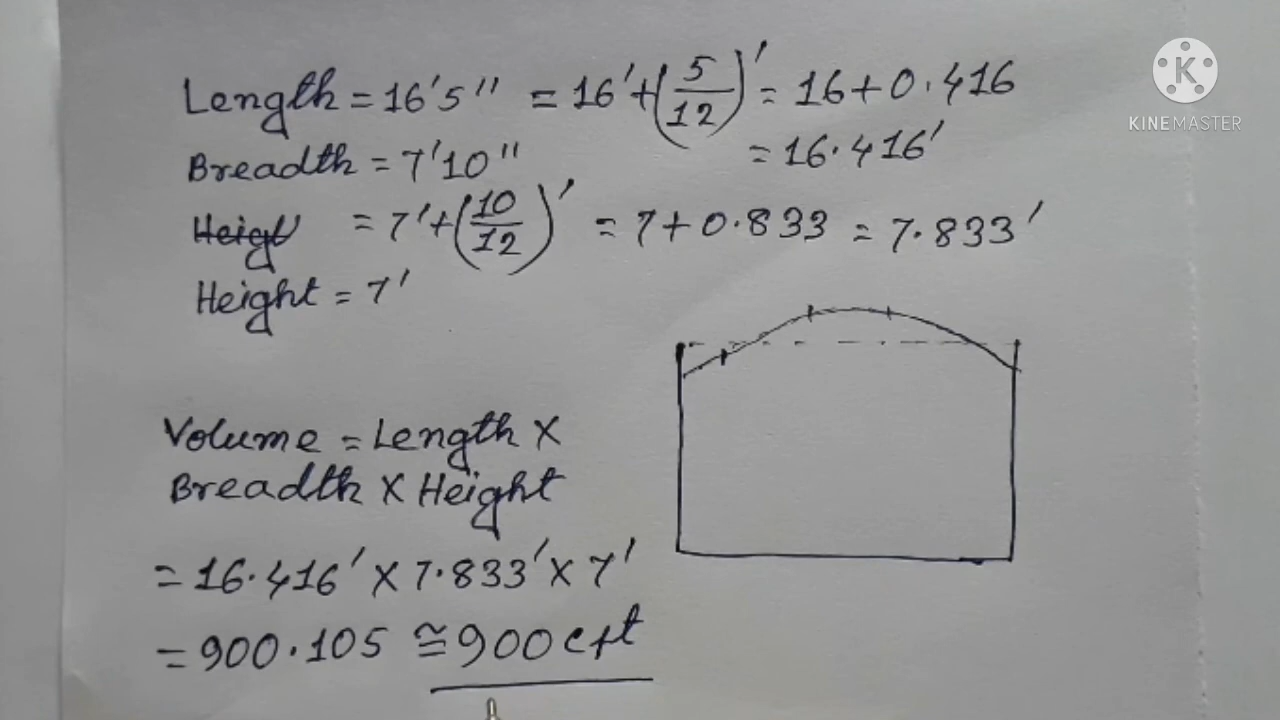 Length = 16'5" = 16'+(5/12)' = 16+0.416
= 16.416'
Breadth = 7'10"
Heigt = 7'+(10/12)' = 7+0.833 = 7.833'
Height = 7'
Volume = Length X
Breadth X Height
= 16.416' X 7.833' X 7'
= 900.105 ≅ 900 cft
K
KINEMASTER